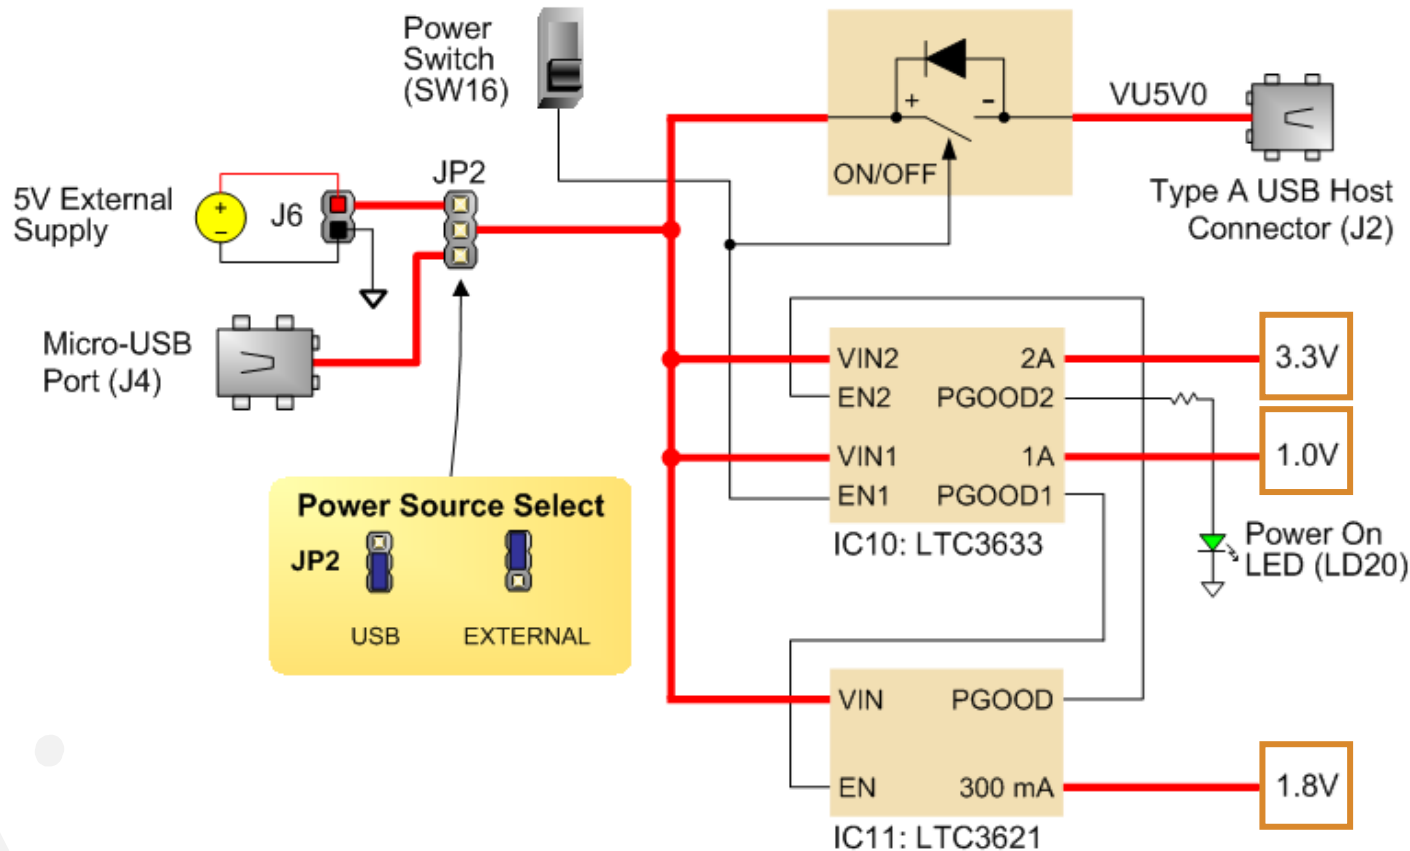 Power
Switch
(SW16)
VU5V0
+
-
ON/OFF
Type A USB Host
Connector (J2)
JP2
5V External
Supply
+
−
J6
Micro-USB
Port (J4)
VIN2
2A
3.3V
EN2
PGOOD2
VIN1
1A
1.0V
EN1
PGOOD1
IC10: LTC3633
Power On
LED (LD20)
Power Source Select
JP2
USB
EXTERNAL
VIN
PGOOD
EN
300 mA
1.8V
IC11: LTC3621